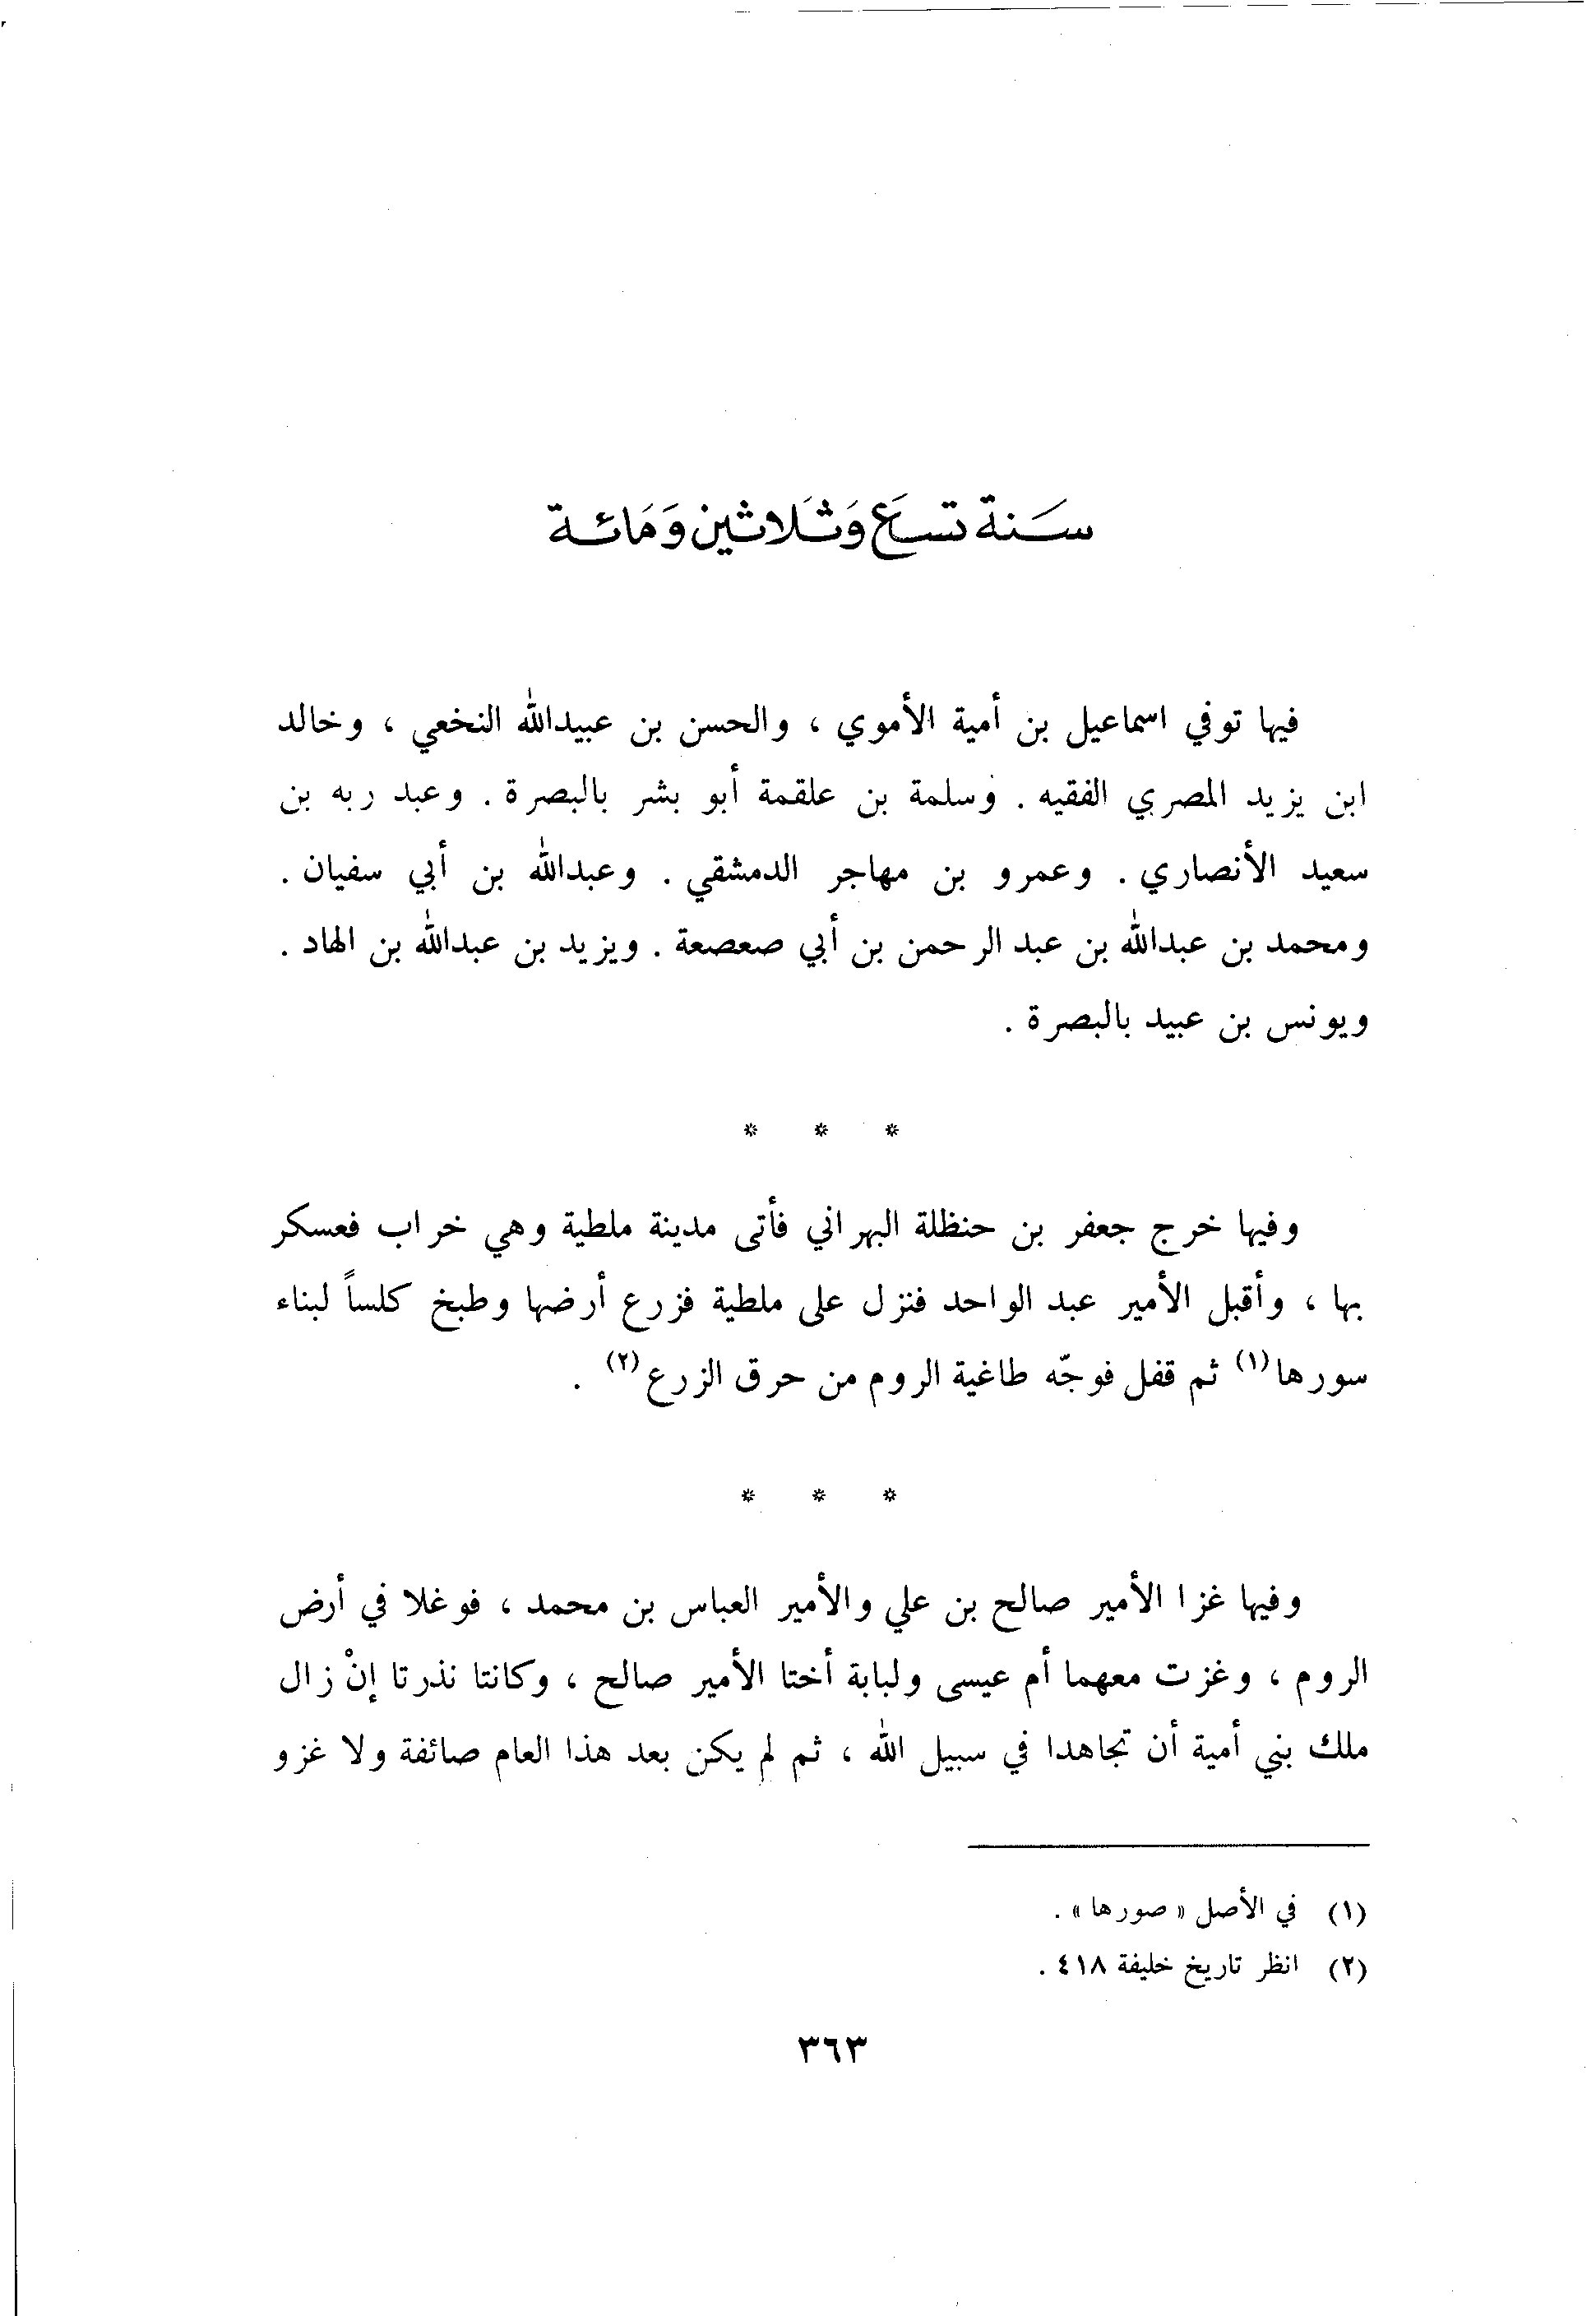 سَنة تسَع وَثَلاثين وَمَائة
فيها توفي اسماعيل بن أمية الأموي ، والحسن بن عبيدالله النخعي ، وخالد
ابن يزيد المصري الفقيه . وسلمة بن علقمة أبو بشر بالبصرة . وعبد ربه بن
سعيد الأنصاري . وعمرو بن مهاجر الدمشقي . وعبدالله بن أبي سفيان .
ومحمد بن عبدالله بن عبد الرحمن بن أبي صعصعة . ويزيد بن عبدالله بن الهاد .
ويونس بن عبيد بالبصرة .
* * *
وفيها خرج جعفر بن حنظلة البهراني فأتى مدينة ملطية وهي خراب فعسكر
بها ، وأقبل الأمير عبد الواحد فنزل على ملطية فزرع أرضها وطبخ كلساً لبناء
سورها(١) ثم قفل فوجّه طاغية الروم من حرق الزرع(٢) .
* * *
وفيها غزا الأمير صالح بن علي والأمير العباس بن محمد ، فوغلا في أرض
الروم ، وغزت معهما أم عيسى ولبابة أختا الأمير صالح ، وكانتا نذرتا إنْ زال
ملك بني أمية أن تجاهدا في سبيل الله ، ثم لم يكن بعد هذا العام صائفة ولا غزو
(١) في الأصل « صورها » .
(٢) انظر تاريخ خليفة ٤١٨ .
٣٦٣